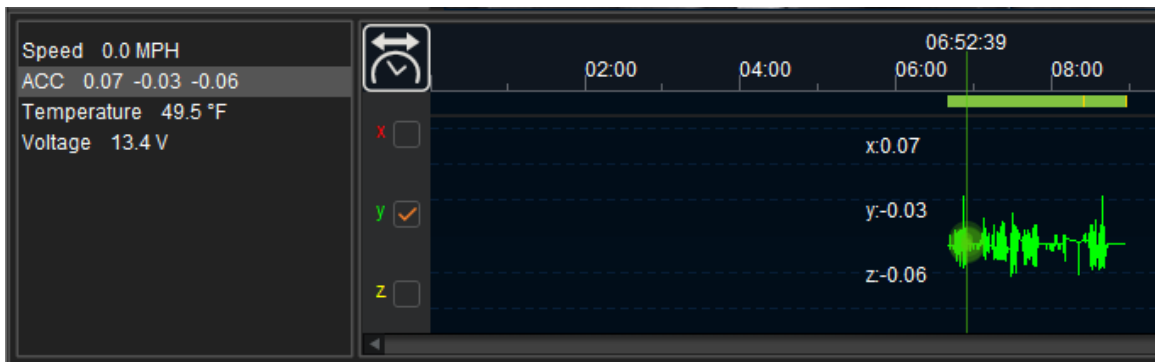 Speed 0.0 MPH
ACC 0.07 -0.03 -0.06
Temperature 49.5 °F
Voltage 13.4 V
06:52:39
02:00 04:00 06:00 08:00
x
x:0.07
y
y:-0.03
z:-0.06
z